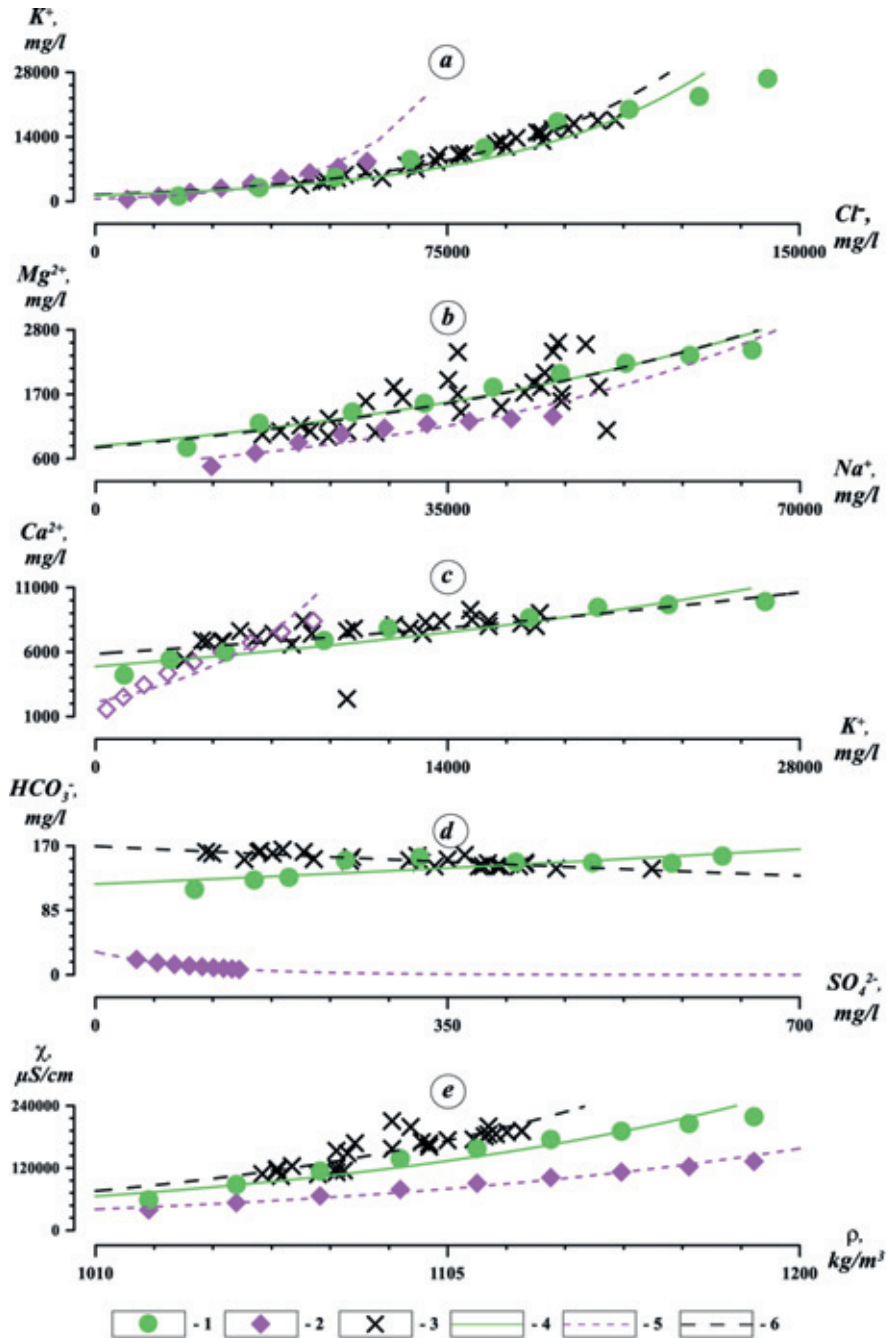 K⁺,
mg/l
a
28000
14000
0
0 75000 150000
Cl⁻,
mg/l
Mg²⁺,
mg/l
b
2800
1700
600
0 35000 70000
Na⁺,
mg/l
Ca²⁺,
mg/l
c
11000
6000
1000
0 14000 28000
K⁺,
mg/l
HCO₃⁻,
mg/l
d
170
85
0
0 350 700
SO₄²⁻,
mg/l
χ,
μS/cm
e
240000
120000
0
1010 1105 1200
ρ,
kg/m³
- 1 - 2 - 3 - 4 - 5 - 6